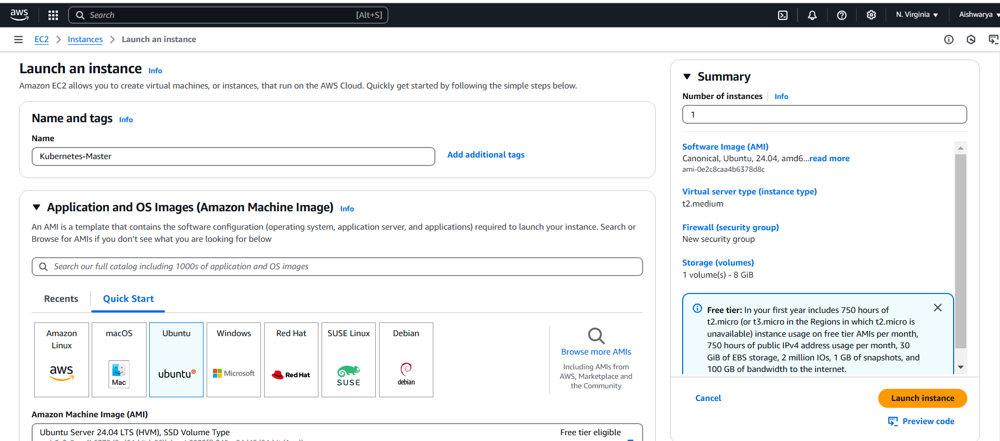 aws
Search [Alt+S]
N. Virginia
Aishwarya
EC2 > Instances > Launch an instance
Launch an instance Info
Amazon EC2 allows you to create virtual machines, or instances, that run on the AWS Cloud. Quickly get started by following the simple steps below.
Name and tags Info
Name
Kubernetes-Master
Add additional tags
Application and OS Images (Amazon Machine Image) Info
An AMI is a template that contains the software configuration (operating system, application server, and applications) required to launch your instance. Search or
Browse for AMIs if you don't see what you are looking for below
Search our full catalog including 1000s of application and OS images
Recents
Quick Start
Amazon
Linux
aws
macOS
Mac
Ubuntu
ubuntu
Windows
Microsoft
Red Hat
Red Hat
SUSE Linux
SUSE
Debian
debian
Browse more AMIs
Including AMIs from
AWS, Marketplace and
the Community
Amazon Machine Image (AMI)
Ubuntu Server 24.04 LTS (HVM), SSD Volume Type
Free tier eligible
Summary
Number of instances Info
1
Software Image (AMI)
Canonical, Ubuntu, 24.04, amd6...read more
ami-0e2c8caa4b6378d8c
Virtual server type (instance type)
t2.medium
Firewall (security group)
New security group
Storage (volumes)
1 volume(s) - 8 GiB
Free tier: In your first year includes 750 hours of
t2.micro (or t3.micro in the Regions in which t2.micro is
unavailable) instance usage on free tier AMIs per month,
750 hours of public IPv4 address usage per month, 30
GiB of EBS storage, 2 million IOs, 1 GB of snapshots, and
100 GB of bandwidth to the internet.
Cancel
Launch instance
Preview code